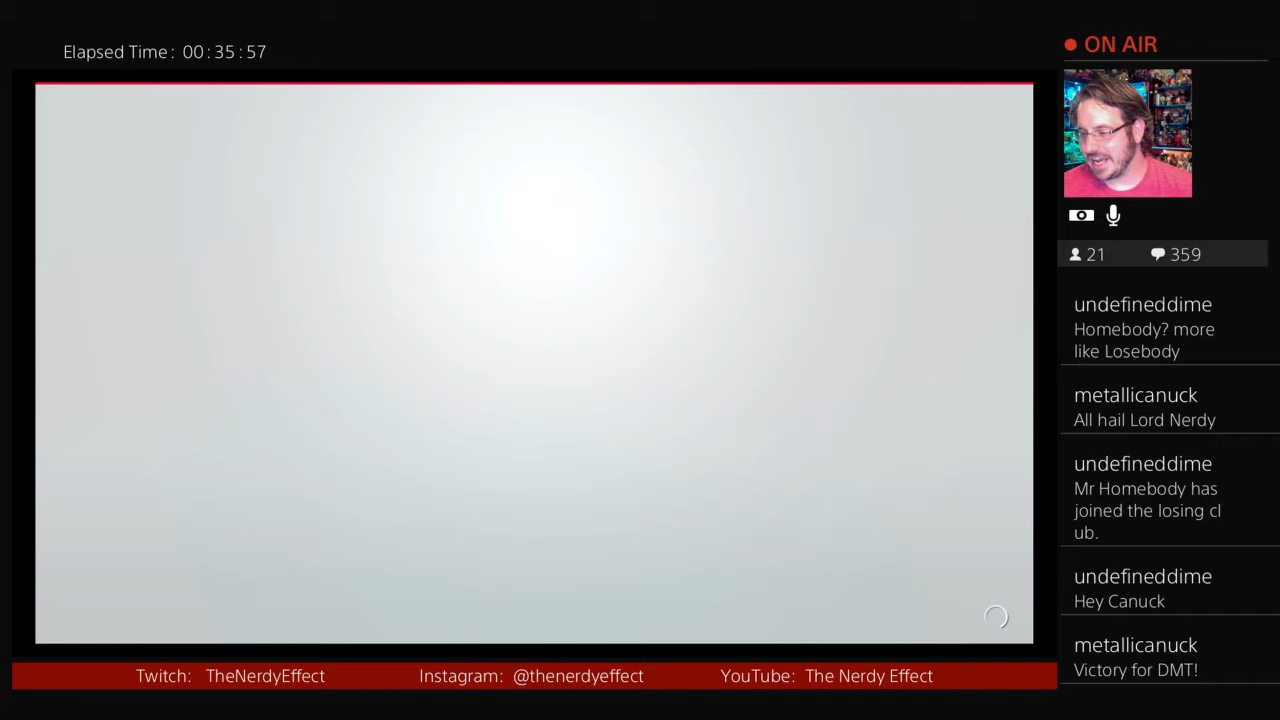 Elapsed Time: 00:35:57
ON AIR
21 359
undefineddime
Homebody? more
like Losebody
metallicanuck
All hail Lord Nerdy
undefineddime
Mr Homebody has
joined the losing cl
ub.
undefineddime
Hey Canuck
metallicanuck
Victory for DMT!
Twitch: TheNerdyEffect Instagram: @thenerdyeffect YouTube: The Nerdy Effect